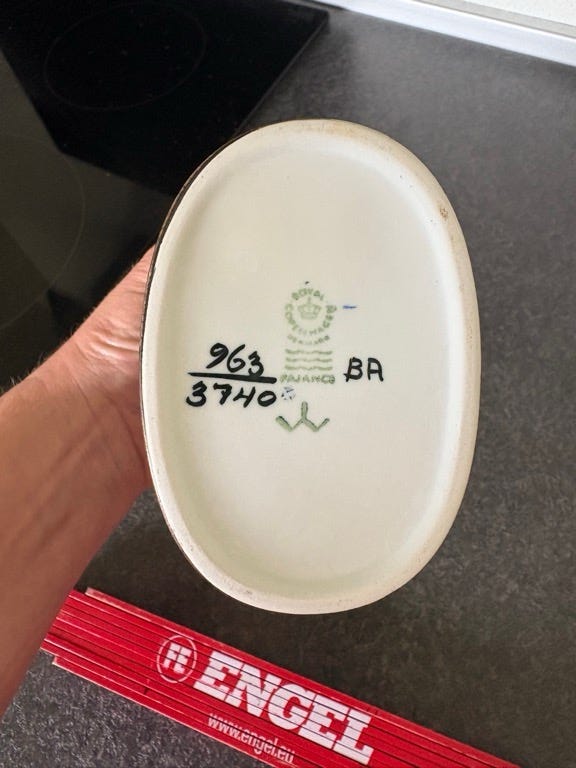 ROYAL
COPENHAGEN
DENMARK
FAJANCE
963
3740
BA
ENGEL
www.engel.eu